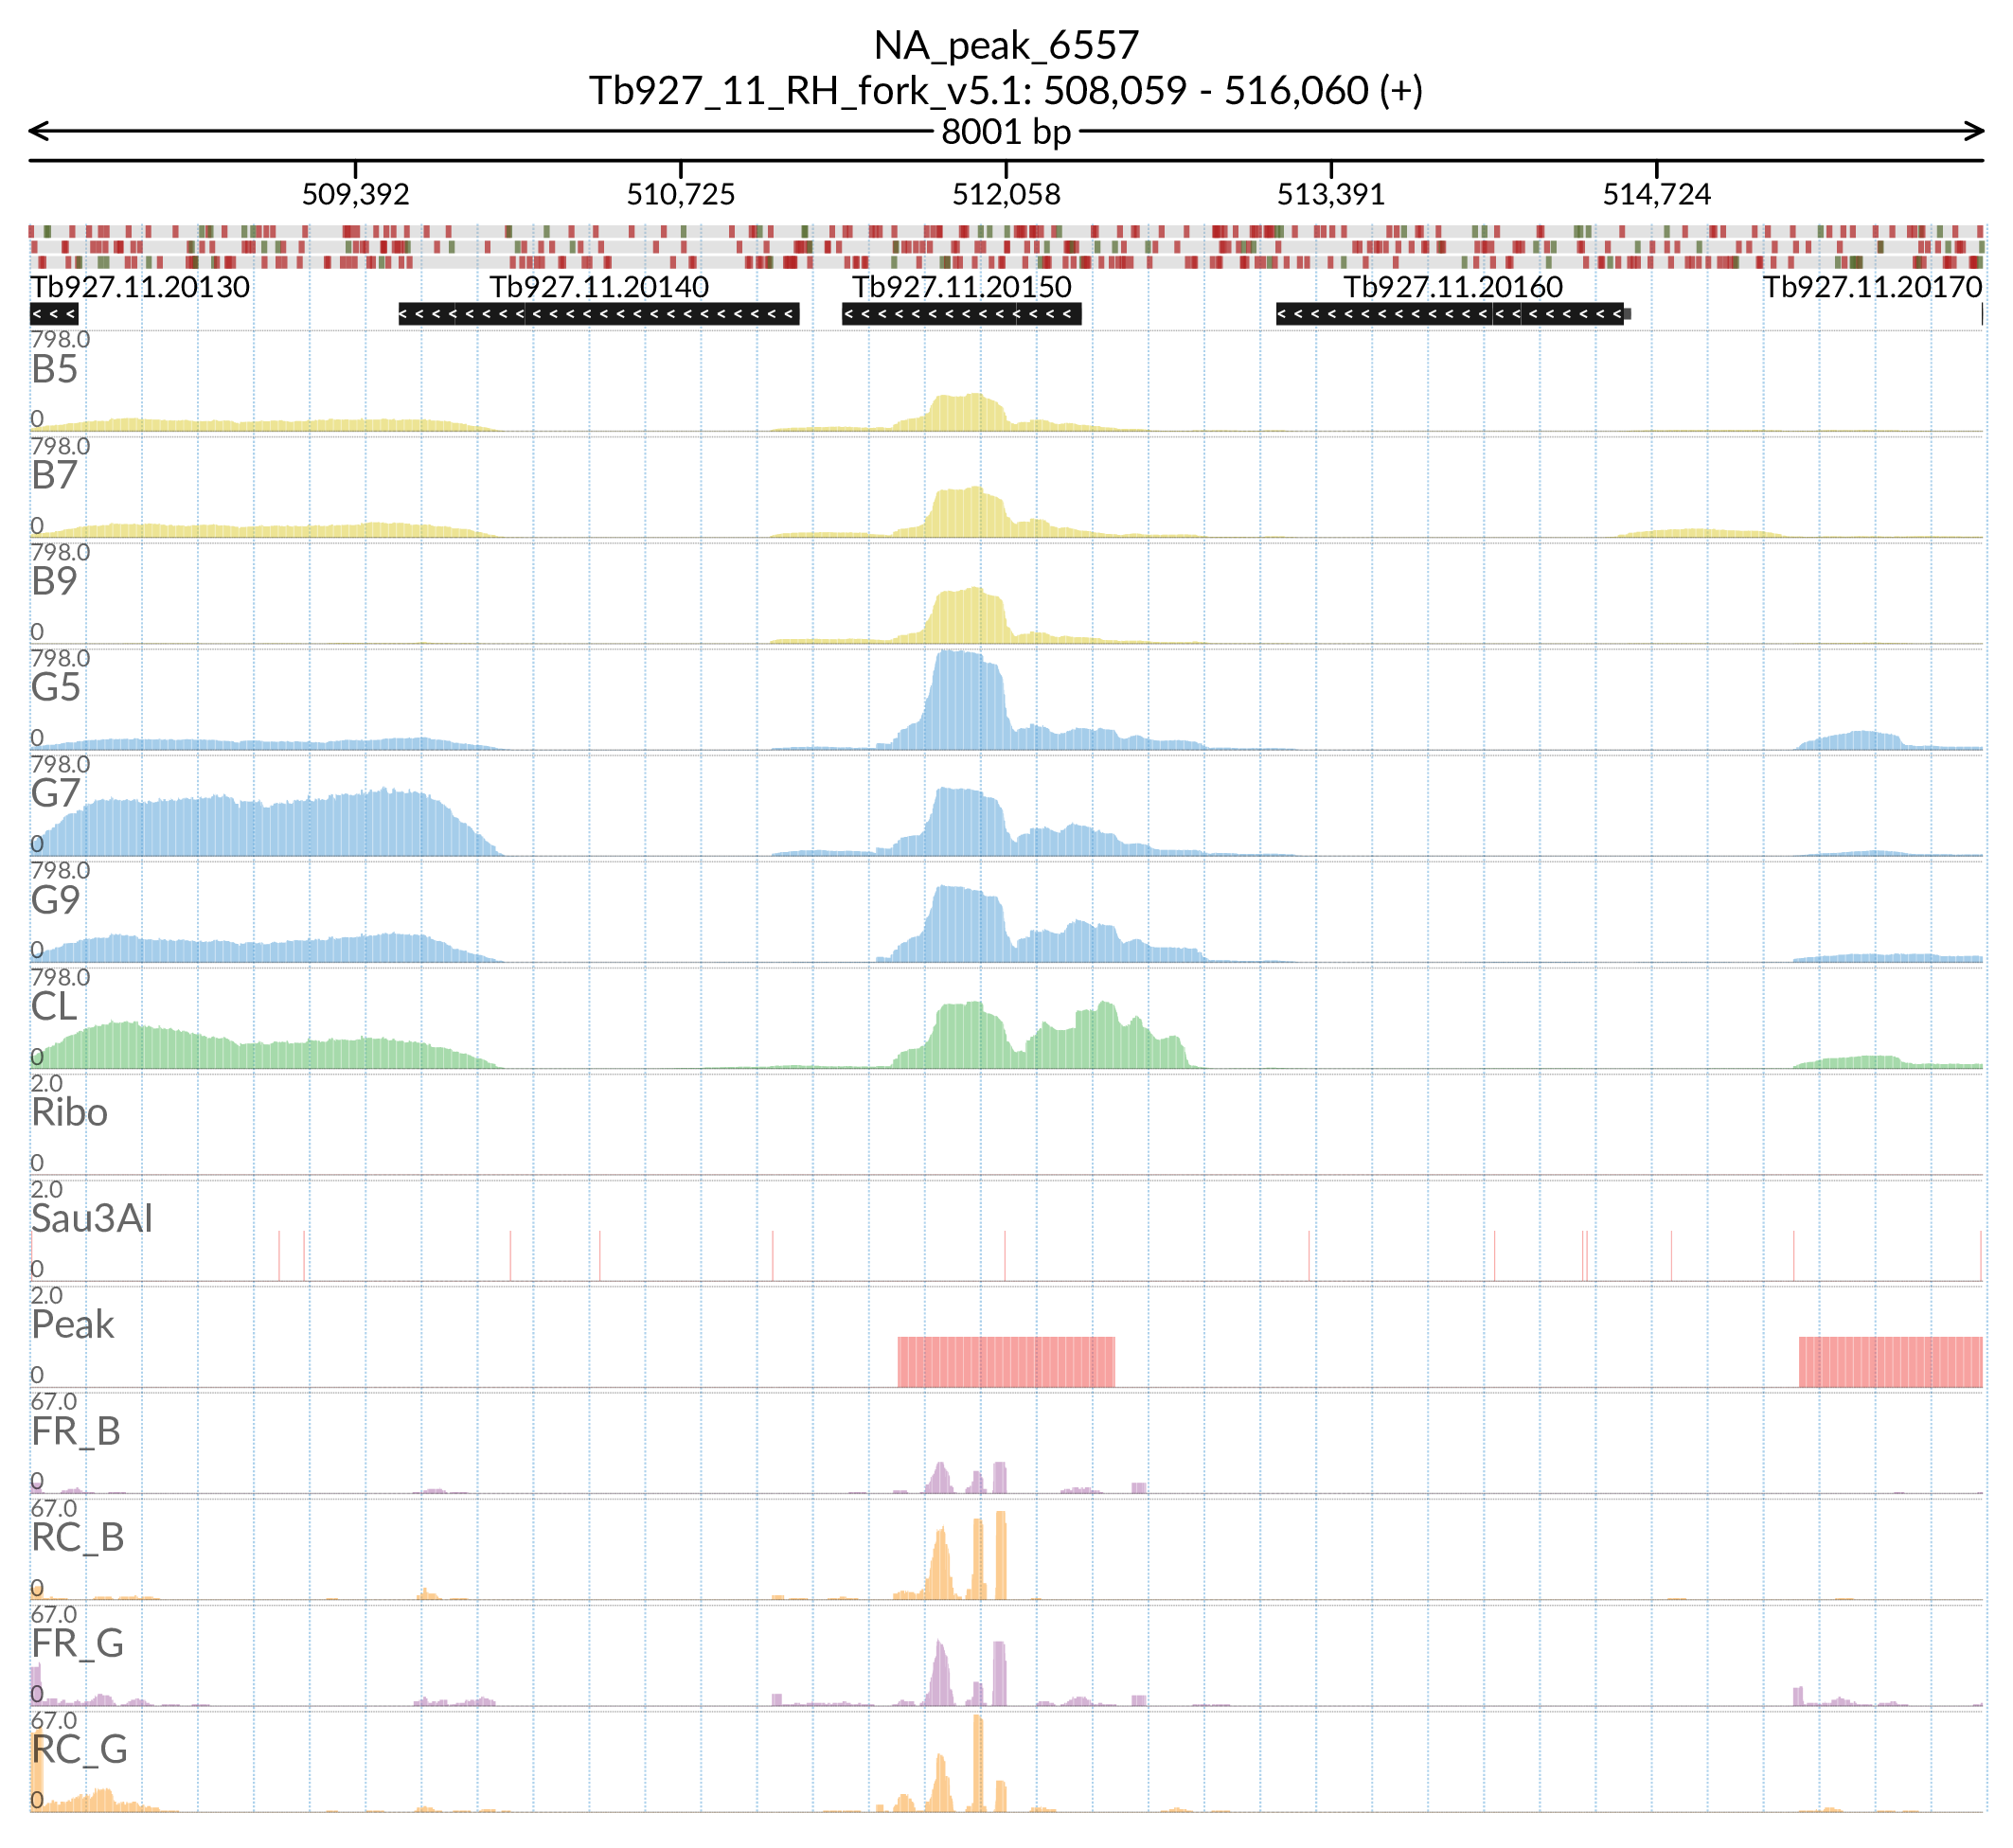 NA_peak_6557
Tb927_11_RH_fork_v5.1: 508,059 - 516,060 (+)
8001 bp
509,392 510,725 512,058 513,391 514,724
Tb927.11.20130 Tb927.11.20140 Tb927.11.20150 Tb927.11.20160 Tb927.11.20170
798.0
B5
0
798.0
B7
0
798.0
B9
0
798.0
G5
0
798.0
G7
0
798.0
G9
0
798.0
CL
0
2.0
Ribo
0
2.0
Sau3AI
0
2.0
Peak
0
67.0
FR_B
0
67.0
RC_B
0
67.0
FR_G
0
67.0
RC_G
0